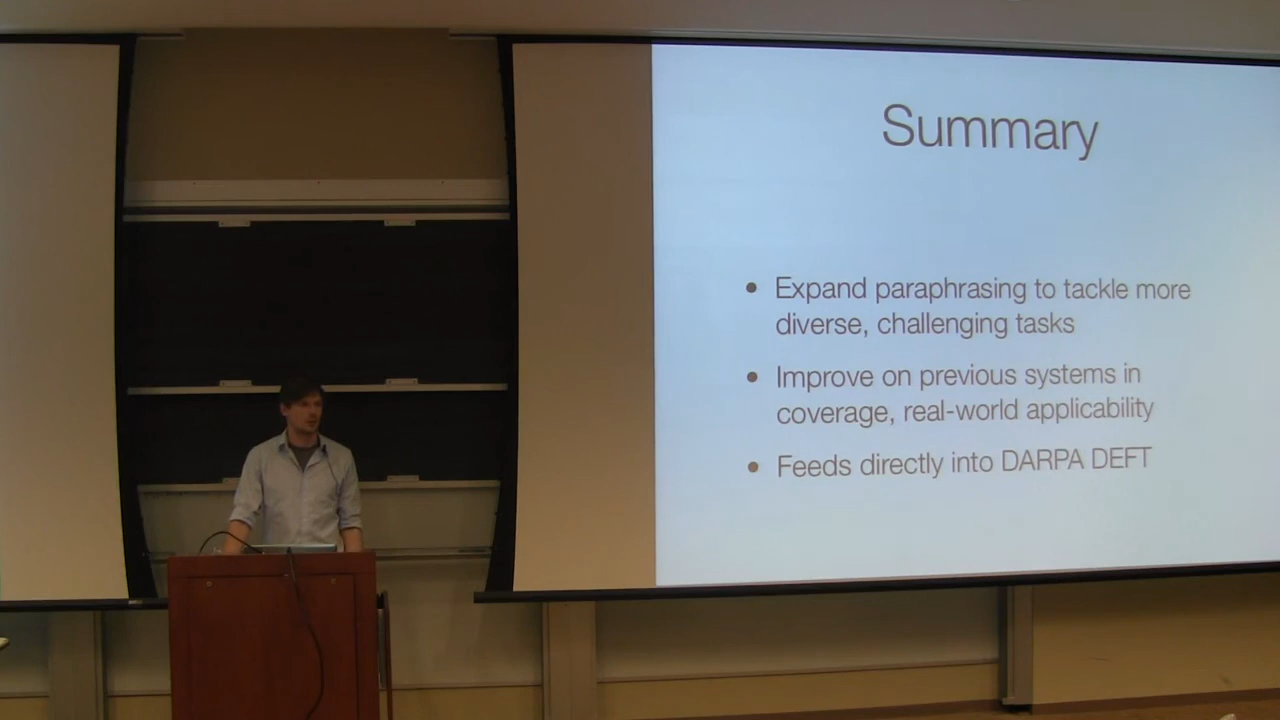 Summary
• Expand paraphrasing to tackle more
diverse, challenging tasks
• Improve on previous systems in
coverage, real-world applicability
• Feeds directly into DARPA DEFT